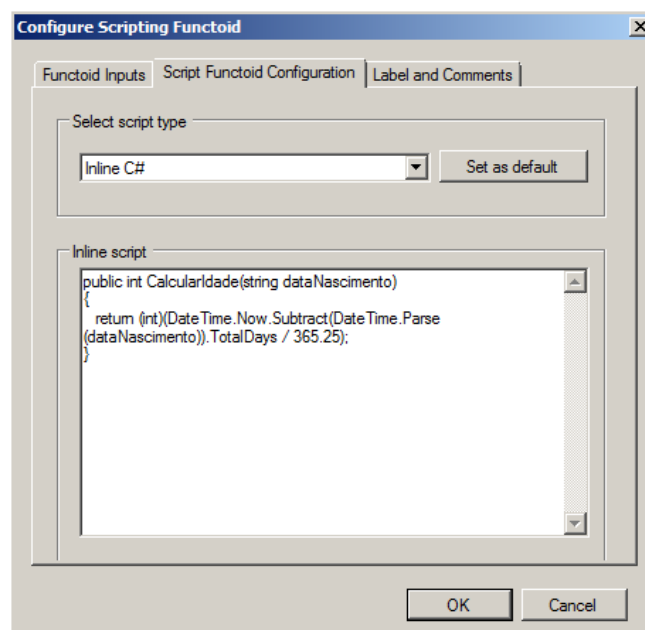 Configure Scripting Functoid
Functoid Inputs Script Functoid Configuration Label and Comments
Select script type
Inline C# Set as default
Inline script
public int CalcularIdade(string dataNascimento)
{
return (int)(DateTime.Now.Subtract(DateTime.Parse
(dataNascimento)).TotalDays / 365.25);
}
OK Cancel